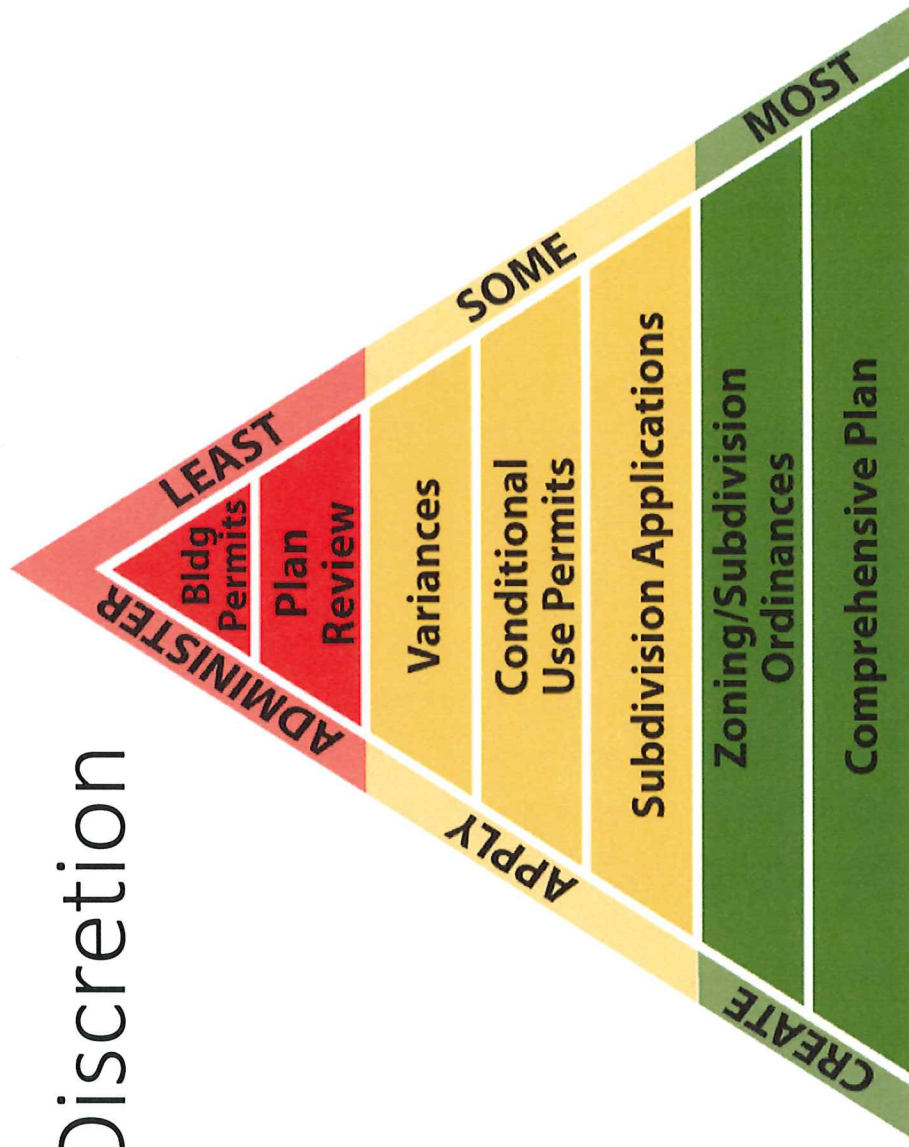 Discretion
ADMINISTER
LEAST
Bldg
Permits
Plan
Review
APPLY
SOME
Variances
Conditional
Use Permits
Subdivision Applications
CREATE
MOST
Zoning/Subdivision
Ordinances
Comprehensive Plan